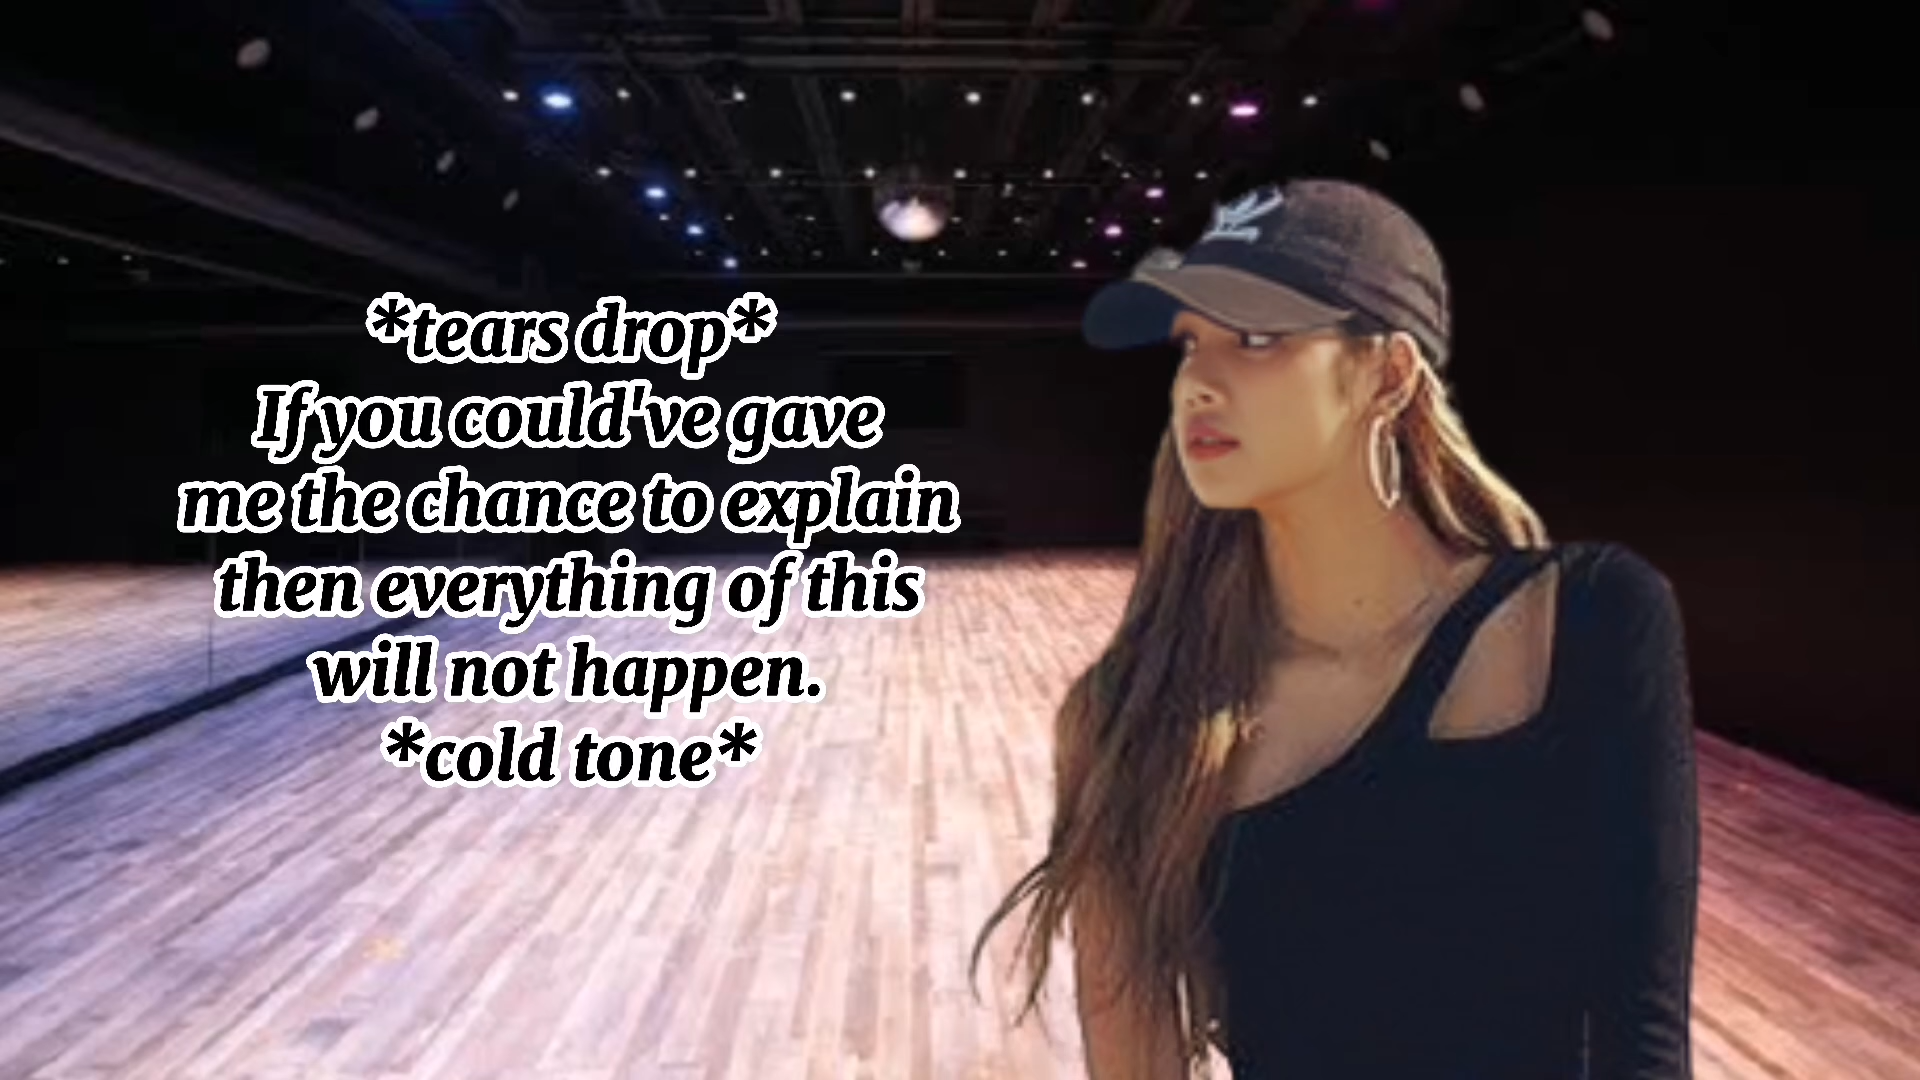 *tears drop*
If you could've gave
me the chance to explain
then everything of this
will not happen.
*cold tone*